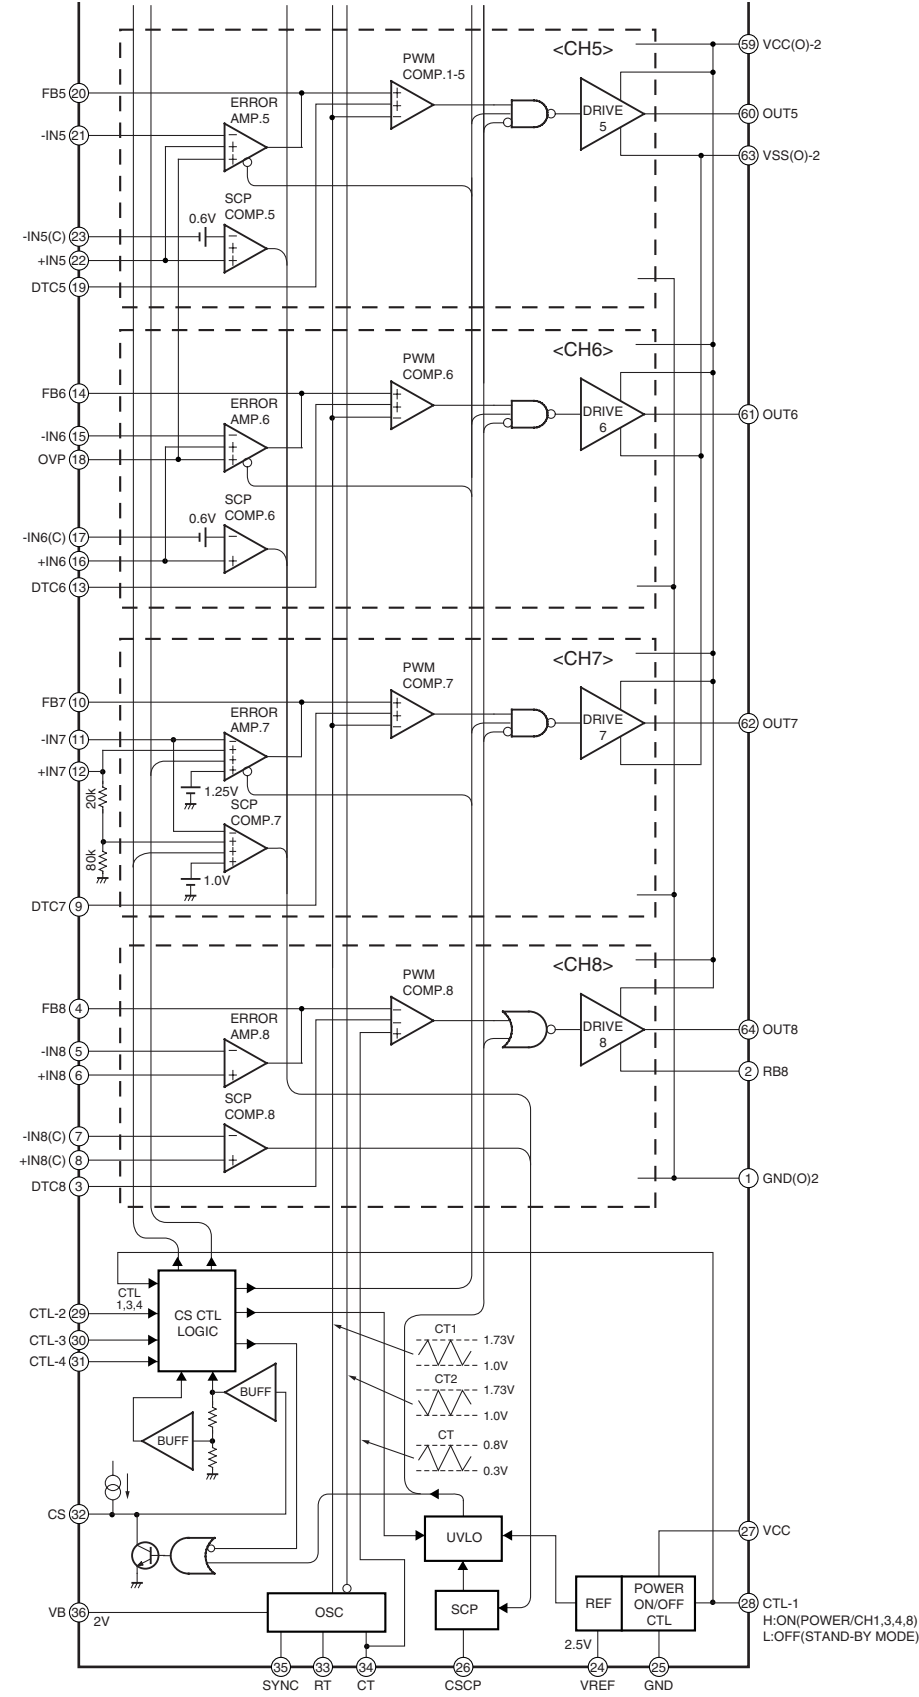 <CH5>
59 VCC(O)-2
PWM
COMP.1-5
FB5 20
ERROR
AMP.5
DRIVE
5
60 OUT5
-IN5 21
63 VSS(O)-2
SCP
COMP.5
0.6V
-IN5(C) 23
+IN5 22
DTC5 19
<CH6>
PWM
COMP.6
FB6 14
ERROR
AMP.6
DRIVE
6
61 OUT6
-IN6 15
OVP 18
SCP
COMP.6
0.6V
-IN6(C) 17
+IN6 16
DTC6 13
<CH7>
PWM
COMP.7
FB7 10
ERROR
AMP.7
DRIVE
7
62 OUT7
-IN7 11
+IN7 12
20k
1.25V
SCP
COMP.7
80k
1.0V
DTC7 9
<CH8>
PWM
COMP.8
FB8 4
ERROR
AMP.8
DRIVE
8
64 OUT8
-IN8 5
+IN8 6
2 RB8
SCP
COMP.8
-IN8(C) 7
+IN8(C) 8
DTC8 3
1 GND(O)2
CTL
1,3,4
CTL-2 29
CTL-3 30
CTL-4 31
CS CTL
LOGIC
CT1
1.73V
1.0V
CT2
1.73V
1.0V
CT
0.8V
0.3V
BUFF
BUFF
CS 32
UVLO
27 VCC
VB 36
2V
OSC
SCP
REF
POWER
ON/OFF
CTL
28 CTL-1
H:ON(POWER/CH1,3,4,8)
L:OFF(STAND-BY MODE)
2.5V
35 33 34 26 24 25
SYNC RT CT CSCP VREF GND